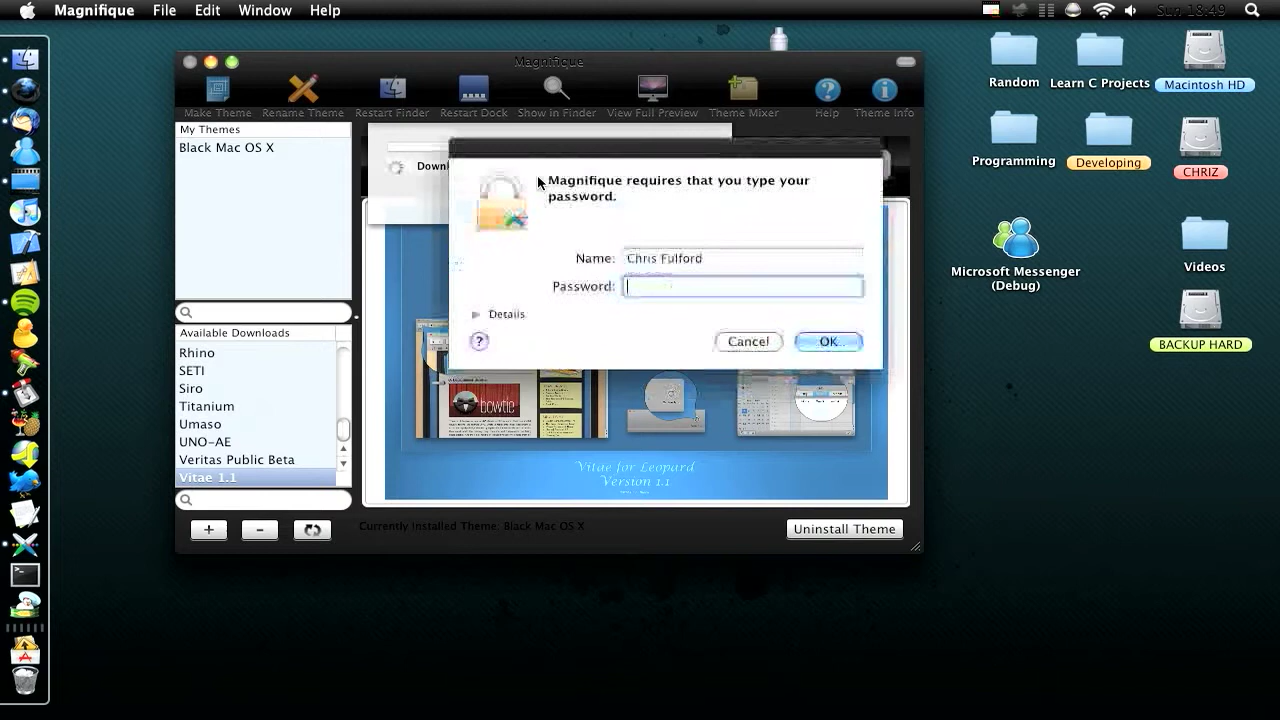 Magnifique File Edit Window Help
Sun 18:49
Magnifique
Make Theme Rename Theme Restart Finder Restart Dock Show in Finder View Full Preview Theme Mixer Help Theme Info
My Themes
Black Mac OS X
Downl
Magnifique requires that you type your
password.
Name: Chris Fulford
Password:
Details
?
Cancel OK
Available Downloads
Rhino
SETI
Siro
Titanium
Umaso
UNO-AE
Veritas Public Beta
Vitae 1.1
bowtie
Vitae for Leopard
Version 1.1
+ -
Currently Installed Theme: Black Mac OS X
Uninstall Theme
Random
Learn C Projects
Macintosh HD
Programming
Developing
CHRIZ
Microsoft Messenger
(Debug)
Videos
BACKUP HARD